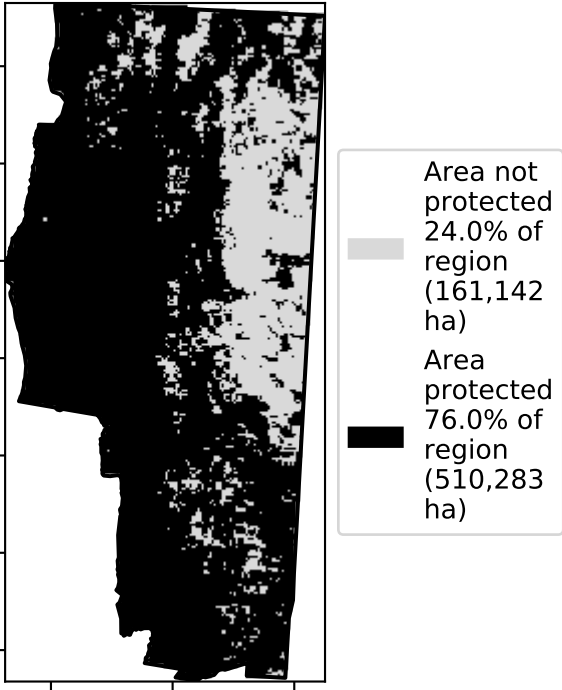 Area not
protected
24.0% of
region
(161,142
ha)
Area
protected
76.0% of
region
(510,283
ha)